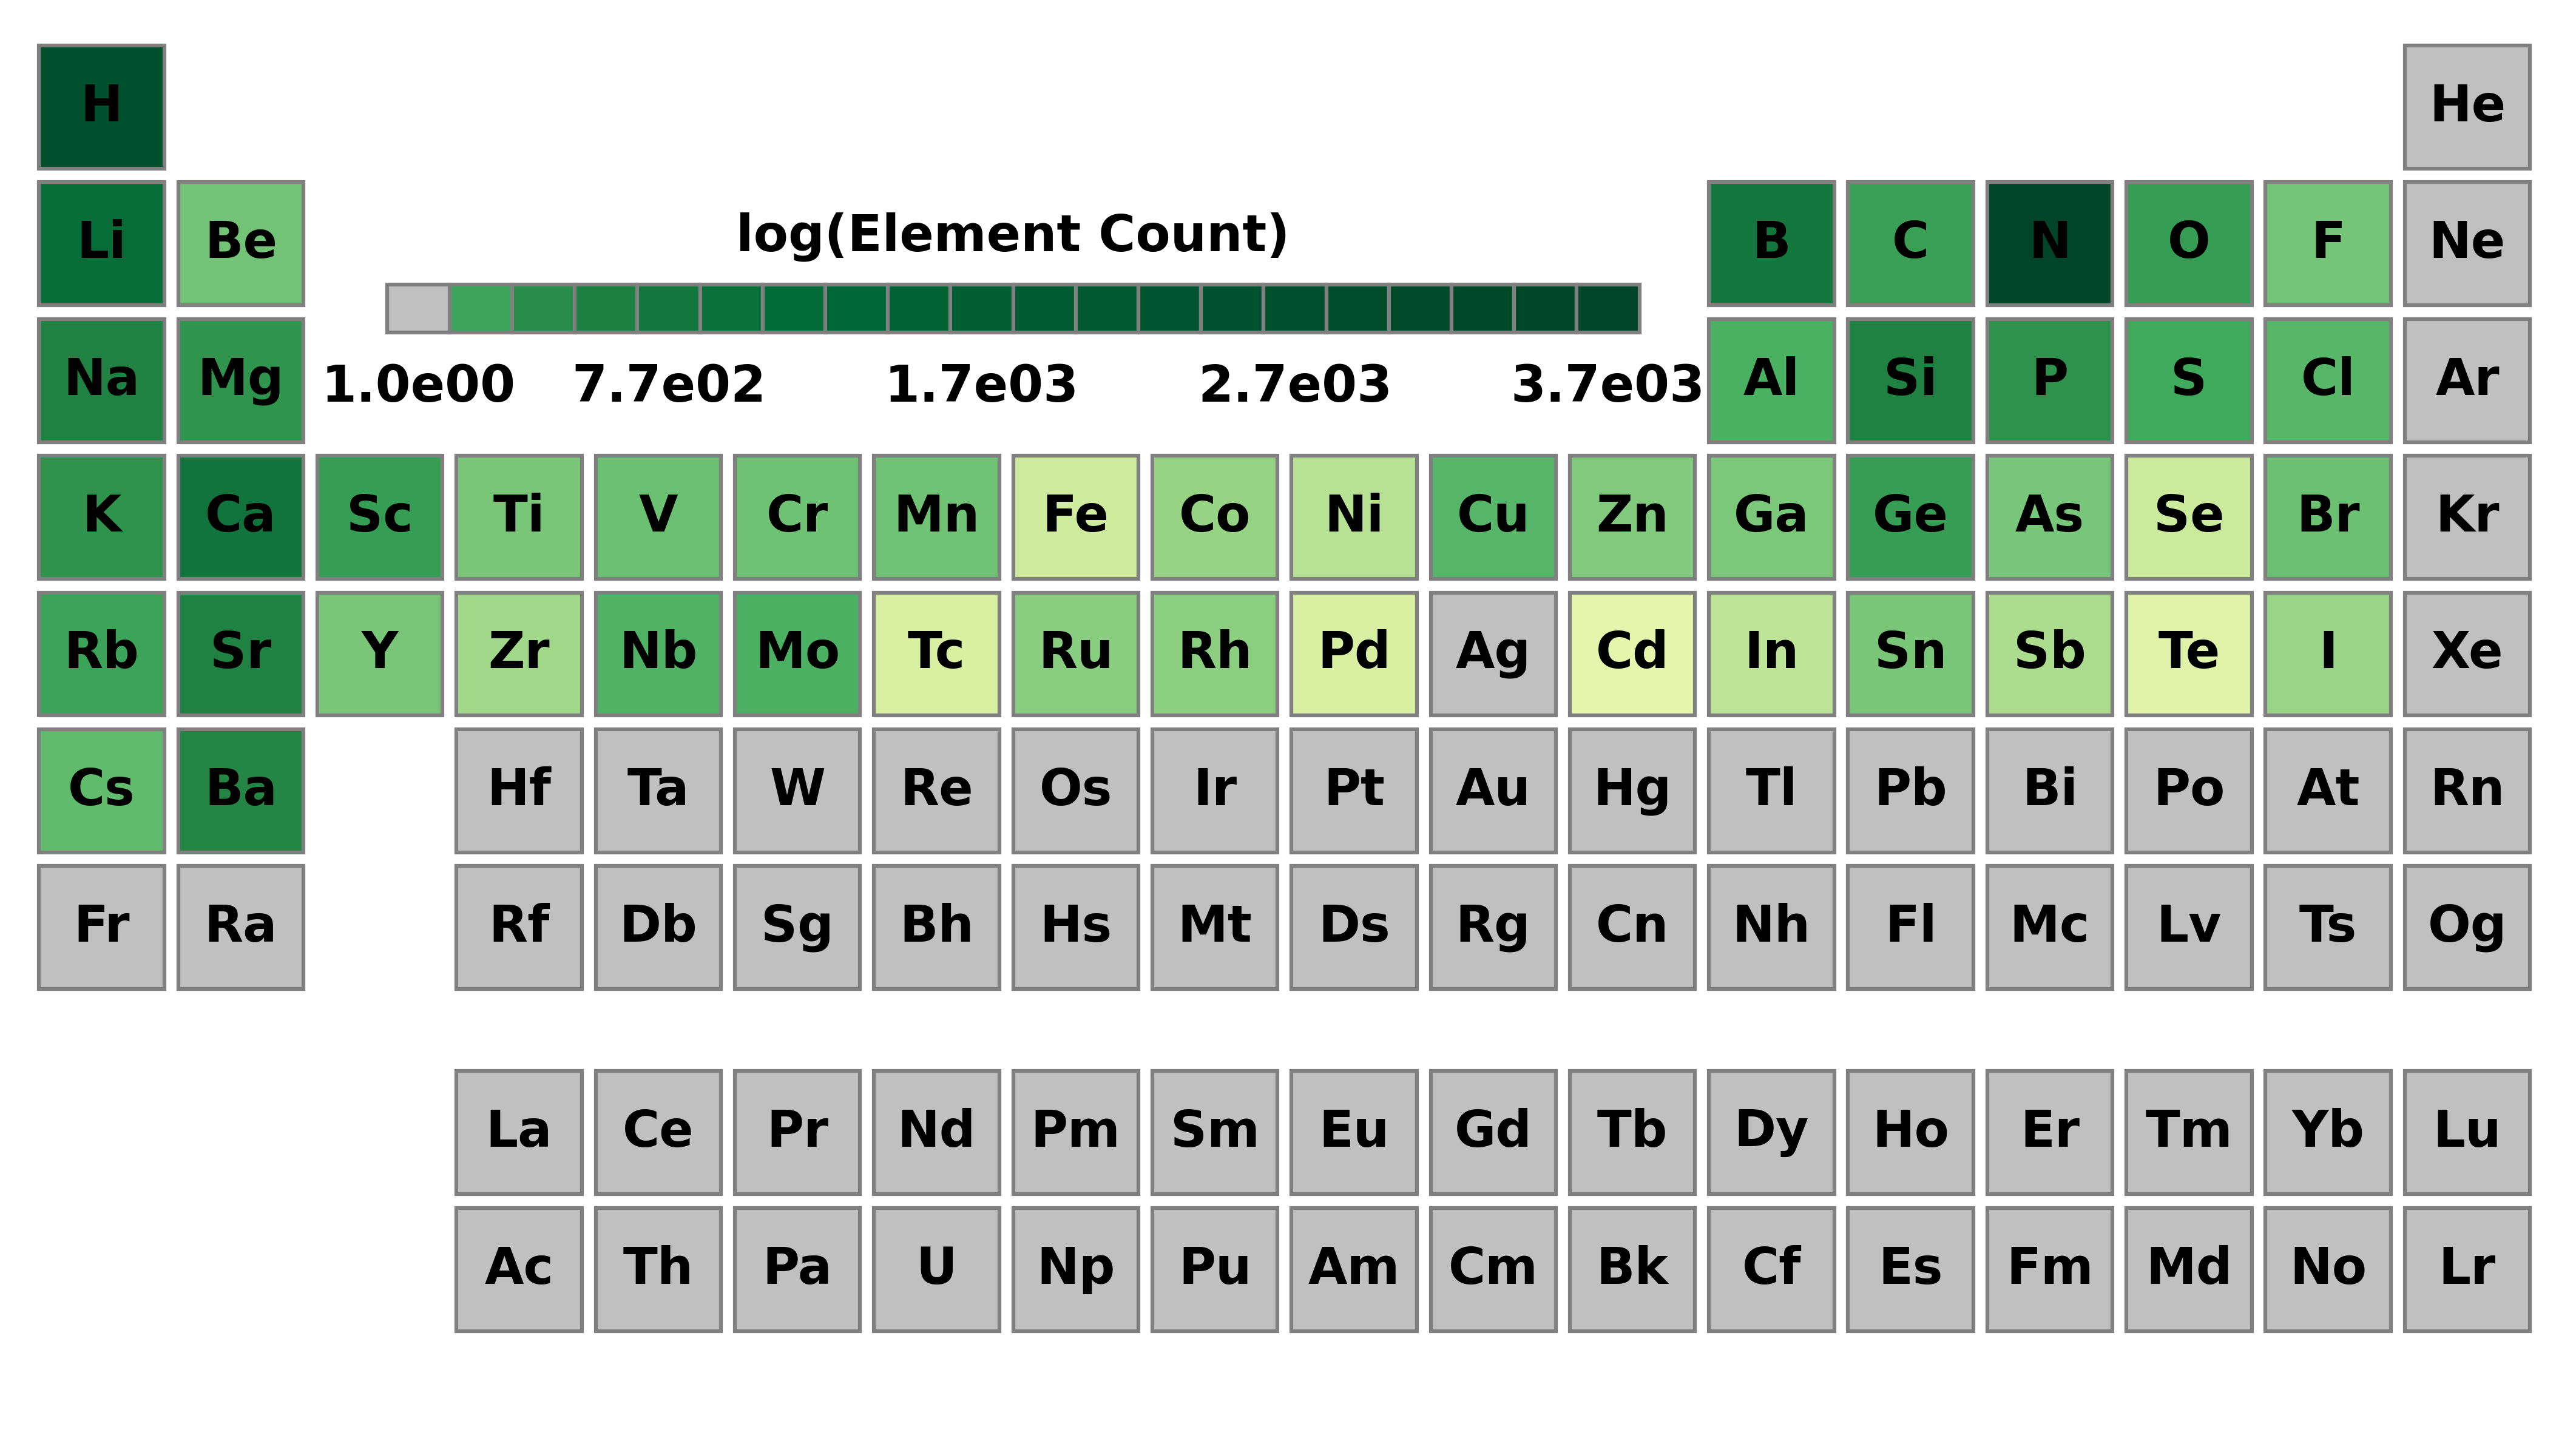 H He
Li Be B C N O F Ne
log(Element Count)
Na Mg Al Si P S Cl Ar
1.0e00 7.7e02 1.7e03 2.7e03 3.7e03
K Ca Sc Ti V Cr Mn Fe Co Ni Cu Zn Ga Ge As Se Br Kr
Rb Sr Y Zr Nb Mo Tc Ru Rh Pd Ag Cd In Sn Sb Te I Xe
Cs Ba Hf Ta W Re Os Ir Pt Au Hg Tl Pb Bi Po At Rn
Fr Ra Rf Db Sg Bh Hs Mt Ds Rg Cn Nh Fl Mc Lv Ts Og
La Ce Pr Nd Pm Sm Eu Gd Tb Dy Ho Er Tm Yb Lu
Ac Th Pa U Np Pu Am Cm Bk Cf Es Fm Md No Lr